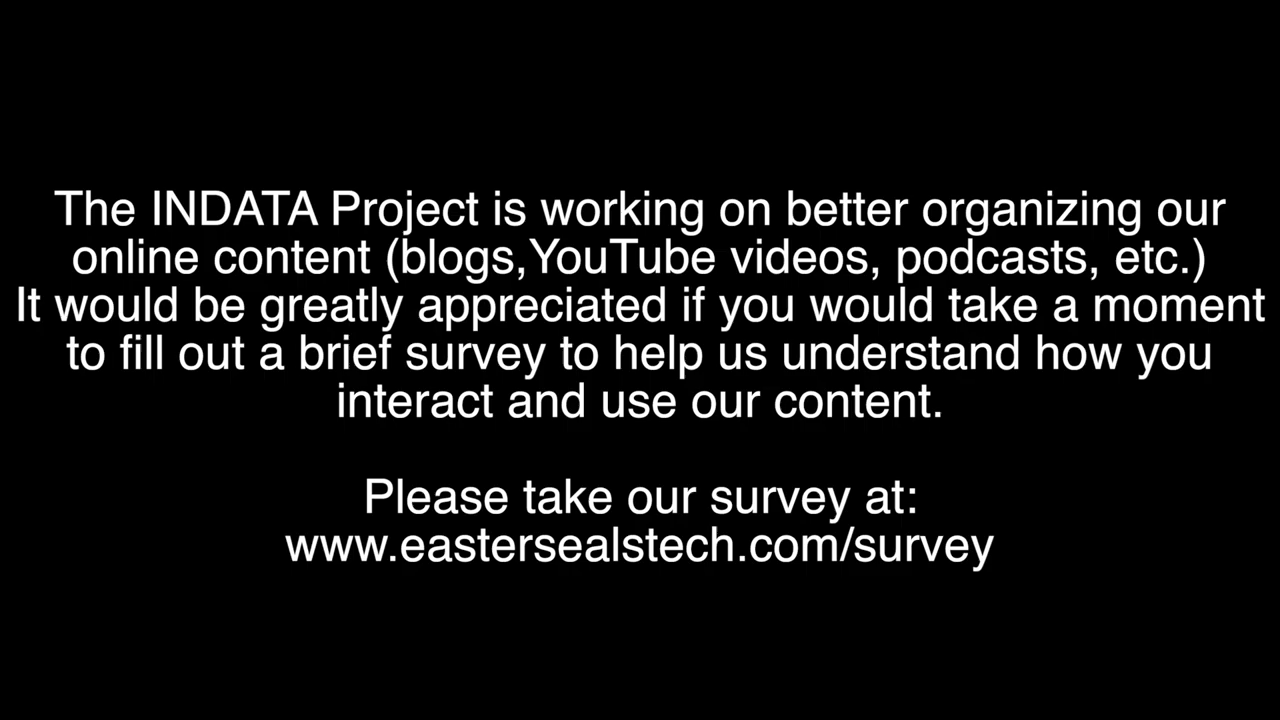 The INDATA Project is working on better organizing our
online content (blogs,YouTube videos, podcasts, etc.)
It would be greatly appreciated if you would take a moment
to fill out a brief survey to help us understand how you
interact and use our content.
Please take our survey at:
www.eastersealstech.com/survey